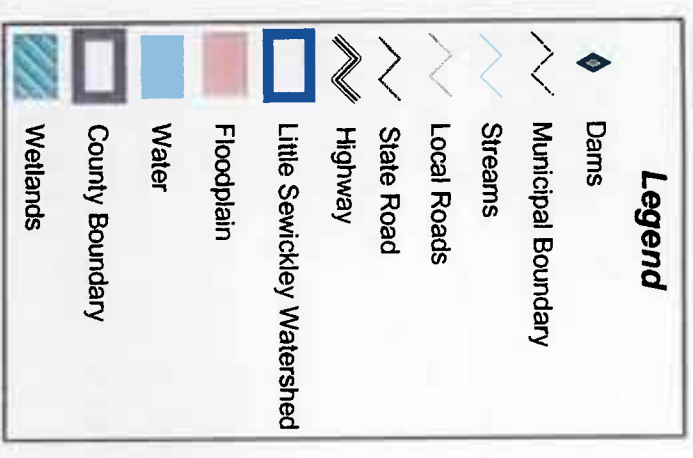 Legend
Dams
Municipal Boundary
Streams
Local Roads
State Road
Highway
Little Sewickley Watershed
Floodplain
Water
County Boundary
Wetlands